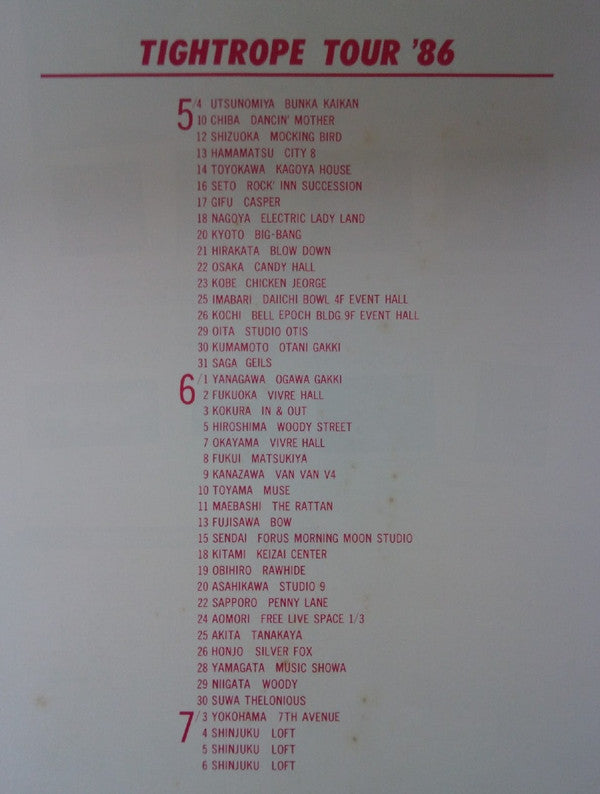 TIGHTROPE TOUR '86
5/4 UTSUNOMIYA BUNKA KAIKAN
10 CHIBA DANCIN' MOTHER
12 SHIZUOKA MOCKING BIRD
13 HAMAMATSU CITY 8
14 TOYOKAWA KAGOYA HOUSE
16 SETO ROCK' INN SUCCESSION
17 GIFU CASPER
18 NAGOYA ELECTRIC LADY LAND
20 KYOTO BIG-BANG
21 HIRAKATA BLOW DOWN
22 OSAKA CANDY HALL
23 KOBE CHICKEN JEORGE
25 IMABARI DAIICHI BOWL 4F EVENT HALL
26 KOCHI BELL EPOCH BLDG.9F EVENT HALL
29 OITA STUDIO OTIS
30 KUMAMOTO OTANI GAKKI
31 SAGA GEILS
6/1 YANAGAWA OGAWA GAKKI
2 FUKUOKA VIVRE HALL
3 KOKURA IN & OUT
5 HIROSHIMA WOODY STREET
7 OKAYAMA VIVRE HALL
8 FUKUI MATSUKIYA
9 KANAZAWA VAN VAN V4
10 TOYAMA MUSE
11 MAEBASHI THE RATTAN
13 FUJISAWA BOW
15 SENDAI FORUS MORNING MOON STUDIO
18 KITAMI KEIZAI CENTER
19 OBIHIRO RAWHIDE
20 ASAHIKAWA STUDIO 9
22 SAPPORO PENNY LANE
24 AOMORI FREE LIVE SPACE 1/3
25 AKITA TANAKAYA
26 HONJO SILVER FOX
28 YAMAGATA MUSIC SHOWA
29 NIIGATA WOODY
30 SUWA THELONIOUS
7/3 YOKOHAMA 7TH AVENUE
4 SHINJUKU LOFT
5 SHINJUKU LOFT
6 SHINJUKU LOFT